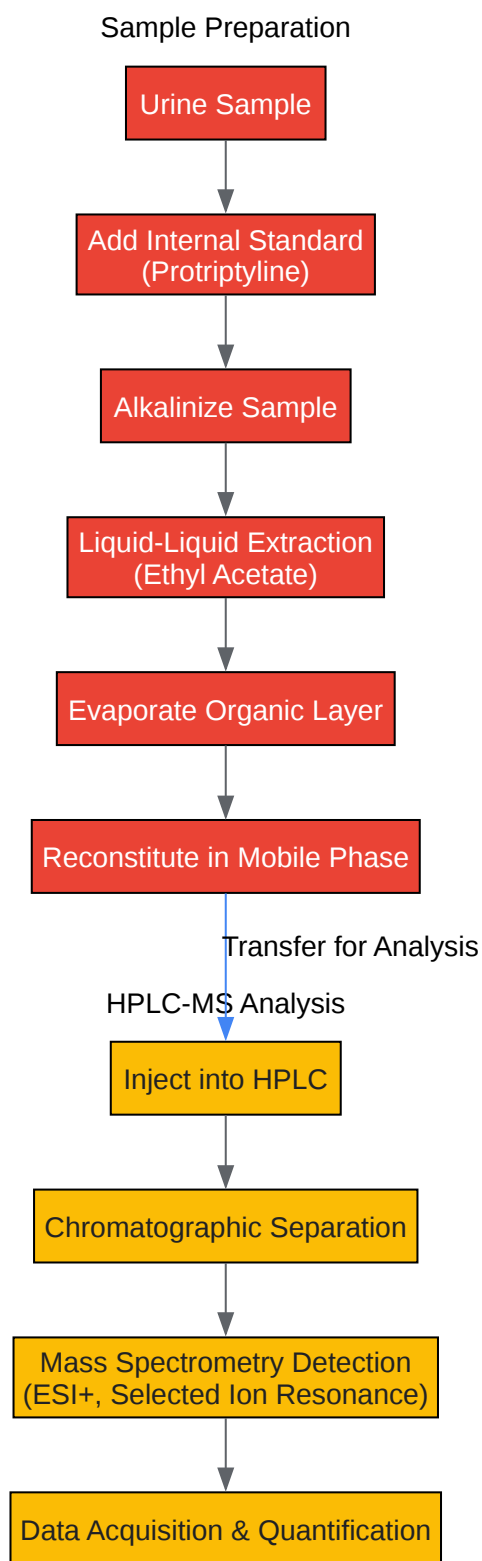 Sample Preparation
Urine Sample
Add Internal Standard
(Protriptyline)
Alkalinize Sample
Liquid-Liquid Extraction
(Ethyl Acetate)
Evaporate Organic Layer
Reconstitute in Mobile Phase
Transfer for Analysis
HPLC-MS Analysis
Inject into HPLC
Chromatographic Separation
Mass Spectrometry Detection
(ESI+, Selected Ion Resonance)
Data Acquisition & Quantification